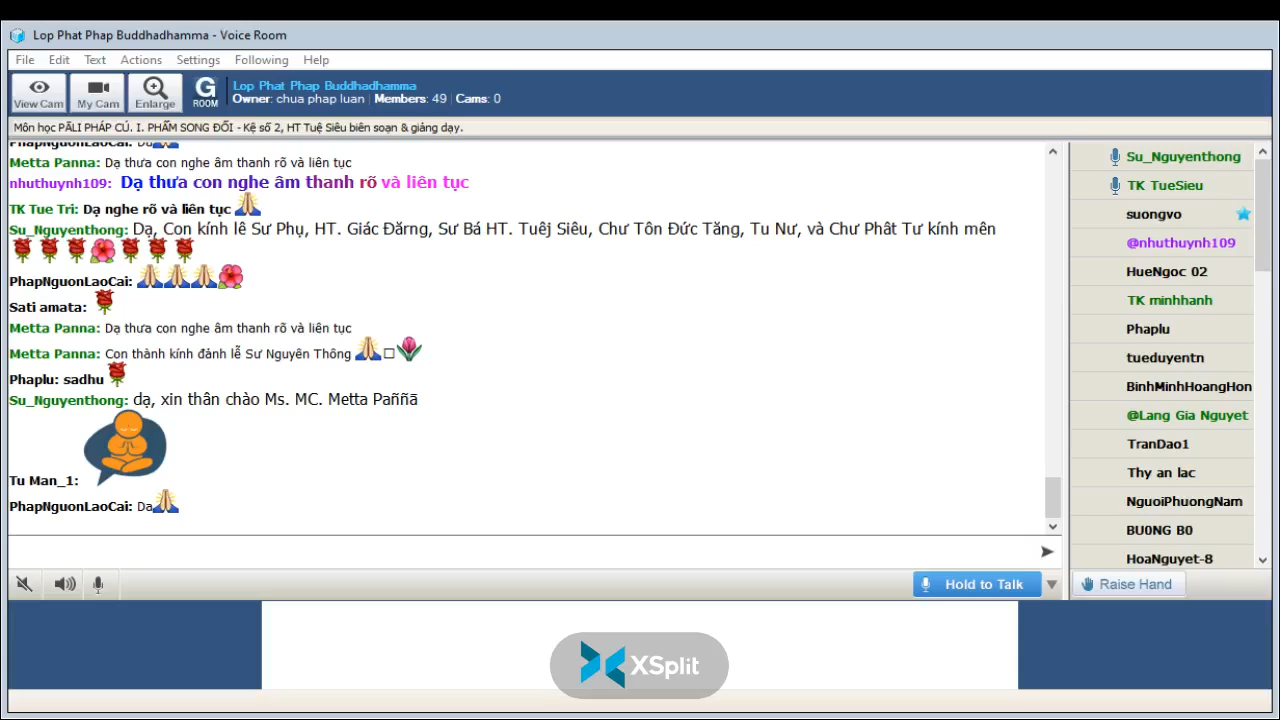 Lop Phat Phap Buddhadhamma - Voice Room
File Edit Text Actions Settings Following Help
View Cam
My Cam
Enlarge
G ROOM
Lop Phat Phap Buddhadhamma
Owner: chua phap luan | Members: 49 | Cams: 0
Môn học PĀLI PHÁP CÚ. I. PHẨM SONG ĐỐI - Kệ số 2, HT Tuệ Siêu biên soạn & giảng dạy.
Metta Panna: Dạ thưa con nghe âm thanh rõ và liên tục
nhuthuynh109: Dạ thưa con nghe âm thanh rõ và liên tục
TK Tue Tri: Dạ nghe rõ và liên tục
Su_Nguyenthong: Dạ, Con kính lê Sư Phụ, HT. Giác Đărng, Sư Bá HT. Tuêj Siêu, Chư Tôn Đức Tăng, Tu Nư, và Chư Phât Tư kính mên
PhapNguonLaoCai:
Sati amata:
Metta Panna: Dạ thưa con nghe âm thanh rõ và liên tục
Metta Panna: Con thành kính đảnh lễ Sư Nguyên Thông
Phaplu: sadhu
Su_Nguyenthong: dạ, xin thân chào Ms. MC. Metta Paññā
Tu Man_1:
PhapNguonLaoCai: Da
Hold to Talk
Su_Nguyenthong
TK TueSieu
suongvo
@nhuthuynh109
HueNgoc 02
TK minhhanh
Phaplu
tueduyentn
BinhMinhHoangHon
@Lang Gia Nguyet
TranDao1
Thy an lac
NguoiPhuongNam
BU0NG B0
HoaNguyet-8
Raise Hand
XSplit